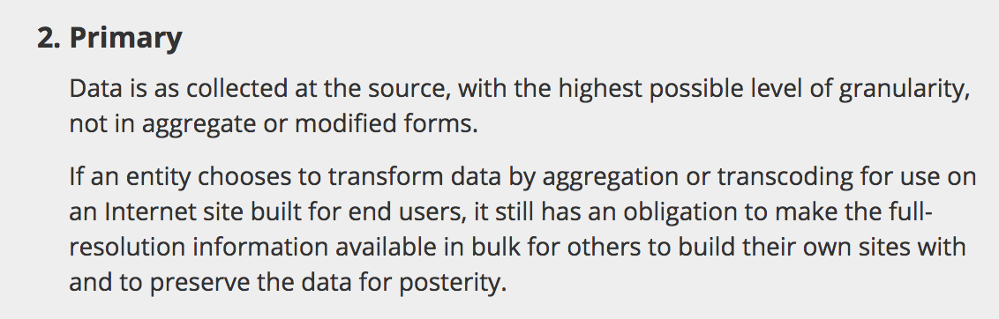 2. Primary
Data is as collected at the source, with the highest possible level of granularity,
not in aggregate or modified forms.
If an entity chooses to transform data by aggregation or transcoding for use on
an Internet site built for end users, it still has an obligation to make the full-
resolution information available in bulk for others to build their own sites with
and to preserve the data for posterity.